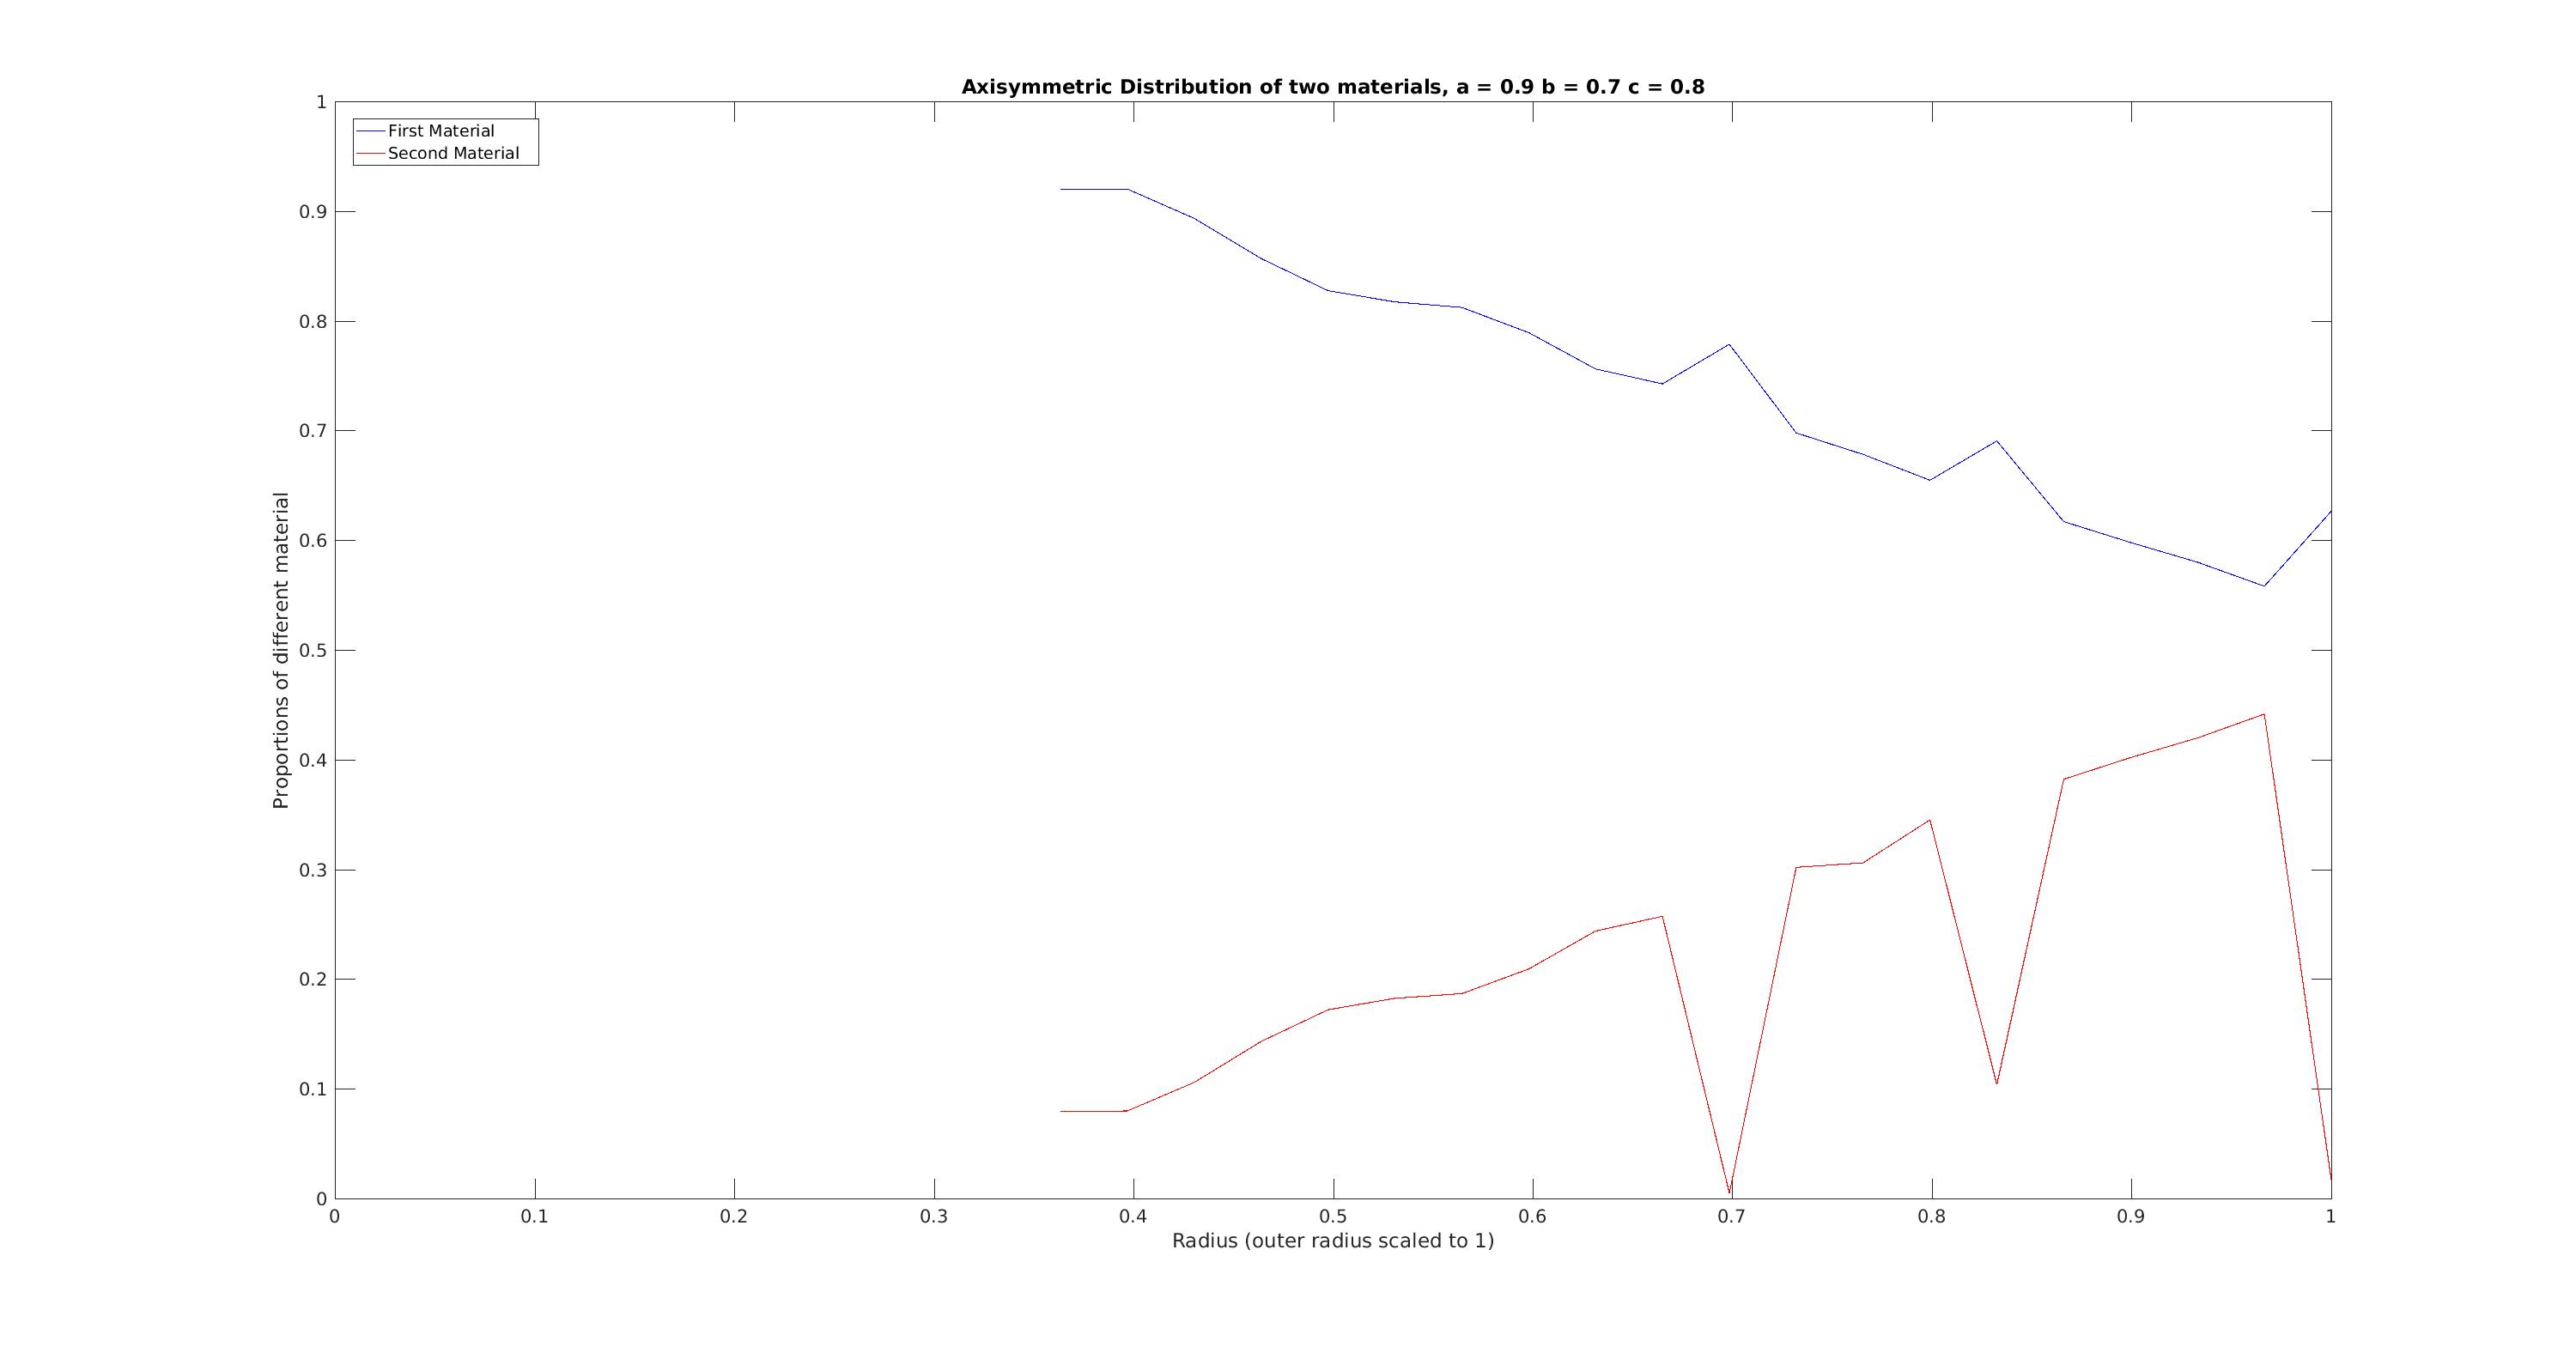 Axisymmetric Distribution of two materials, a = 0.9 b = 0.7 c = 0.8
First Material
Second Material
Proportions of different material
1
0.9
0.8
0.7
0.6
0.5
0.4
0.3
0.2
0.1
0
0 0.1 0.2 0.3 0.4 0.5 0.6 0.7 0.8 0.9 1
Radius (outer radius scaled to 1)